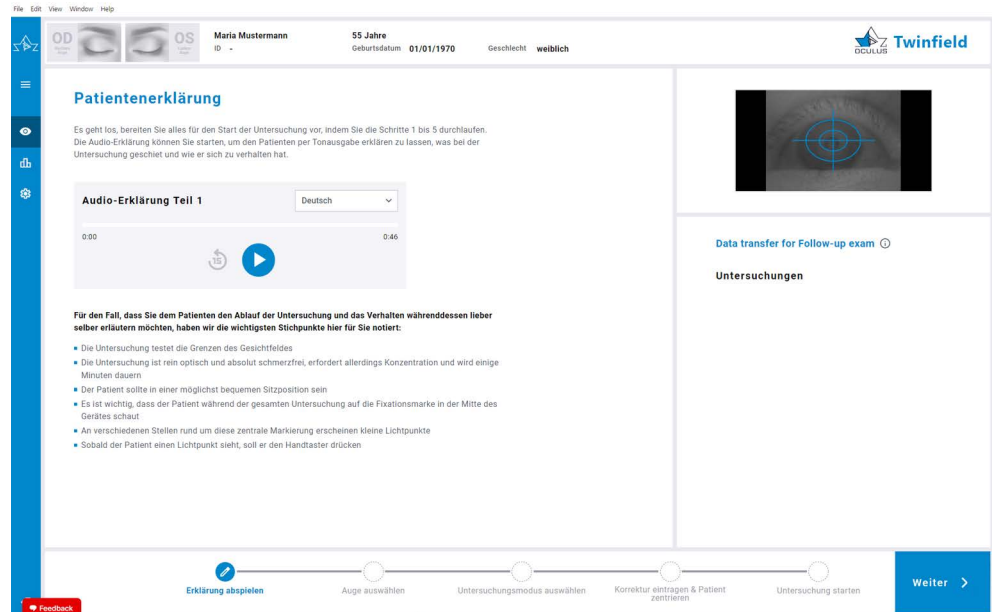 File Edit View Window Help
OD
OS
Maria Mustermann
ID -
55 Jahre
Geburtsdatum 01/01/1970
Geschlecht weiblich
OCULUS
Twinfield
Patientenerklärung
Es geht los, bereiten Sie alles für den Start der Untersuchung vor, indem Sie die Schritte 1 bis 5 durchlaufen.
Die Audio-Erklärung können Sie starten, um den Patienten per Tonausgabe erklären zu lassen, was bei der
Untersuchung geschiet und wie er sich zu verhalten hat.
Audio-Erklärung Teil 1
Deutsch
0:00
0:46
15
Für den Fall, dass Sie dem Patienten den Ablauf der Untersuchung und das Verhalten währenddessen lieber
selber erläutern möchten, haben wir die wichtigsten Stichpunkte hier für Sie notiert:
Die Untersuchung testet die Grenzen des Gesichtfeldes
Die Untersuchung ist rein optisch und absolut schmerzfrei, erfordert allerdings Konzentration und wird einige
Minuten dauern
Der Patient sollte in einer möglichst bequemen Sitzposition sein
Es ist wichtig, dass der Patient während der gesamten Untersuchung auf die Fixationsmarke in der Mitte des
Gerätes schaut
An verschiedenen Stellen rund um diese zentrale Markierung erscheinen kleine Lichtpunkte
Sobald der Patient einen Lichtpunkt sieht, soll er den Handtaster drücken
Data transfer for Follow-up exam
Untersuchungen
Erklärung abspielen
Auge auswählen
Untersuchungsmodus auswählen
Korrektur eintragen & Patient
zentrieren
Untersuchung starten
Weiter
Feedback